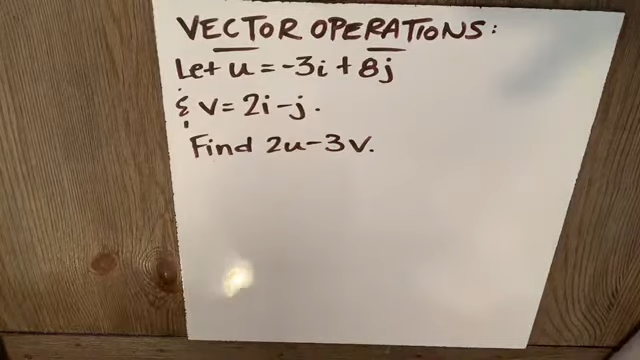 VECTOR OPERATIONS:
Let u = -3i + 8j
& v = 2i - j.
Find 2u - 3v.